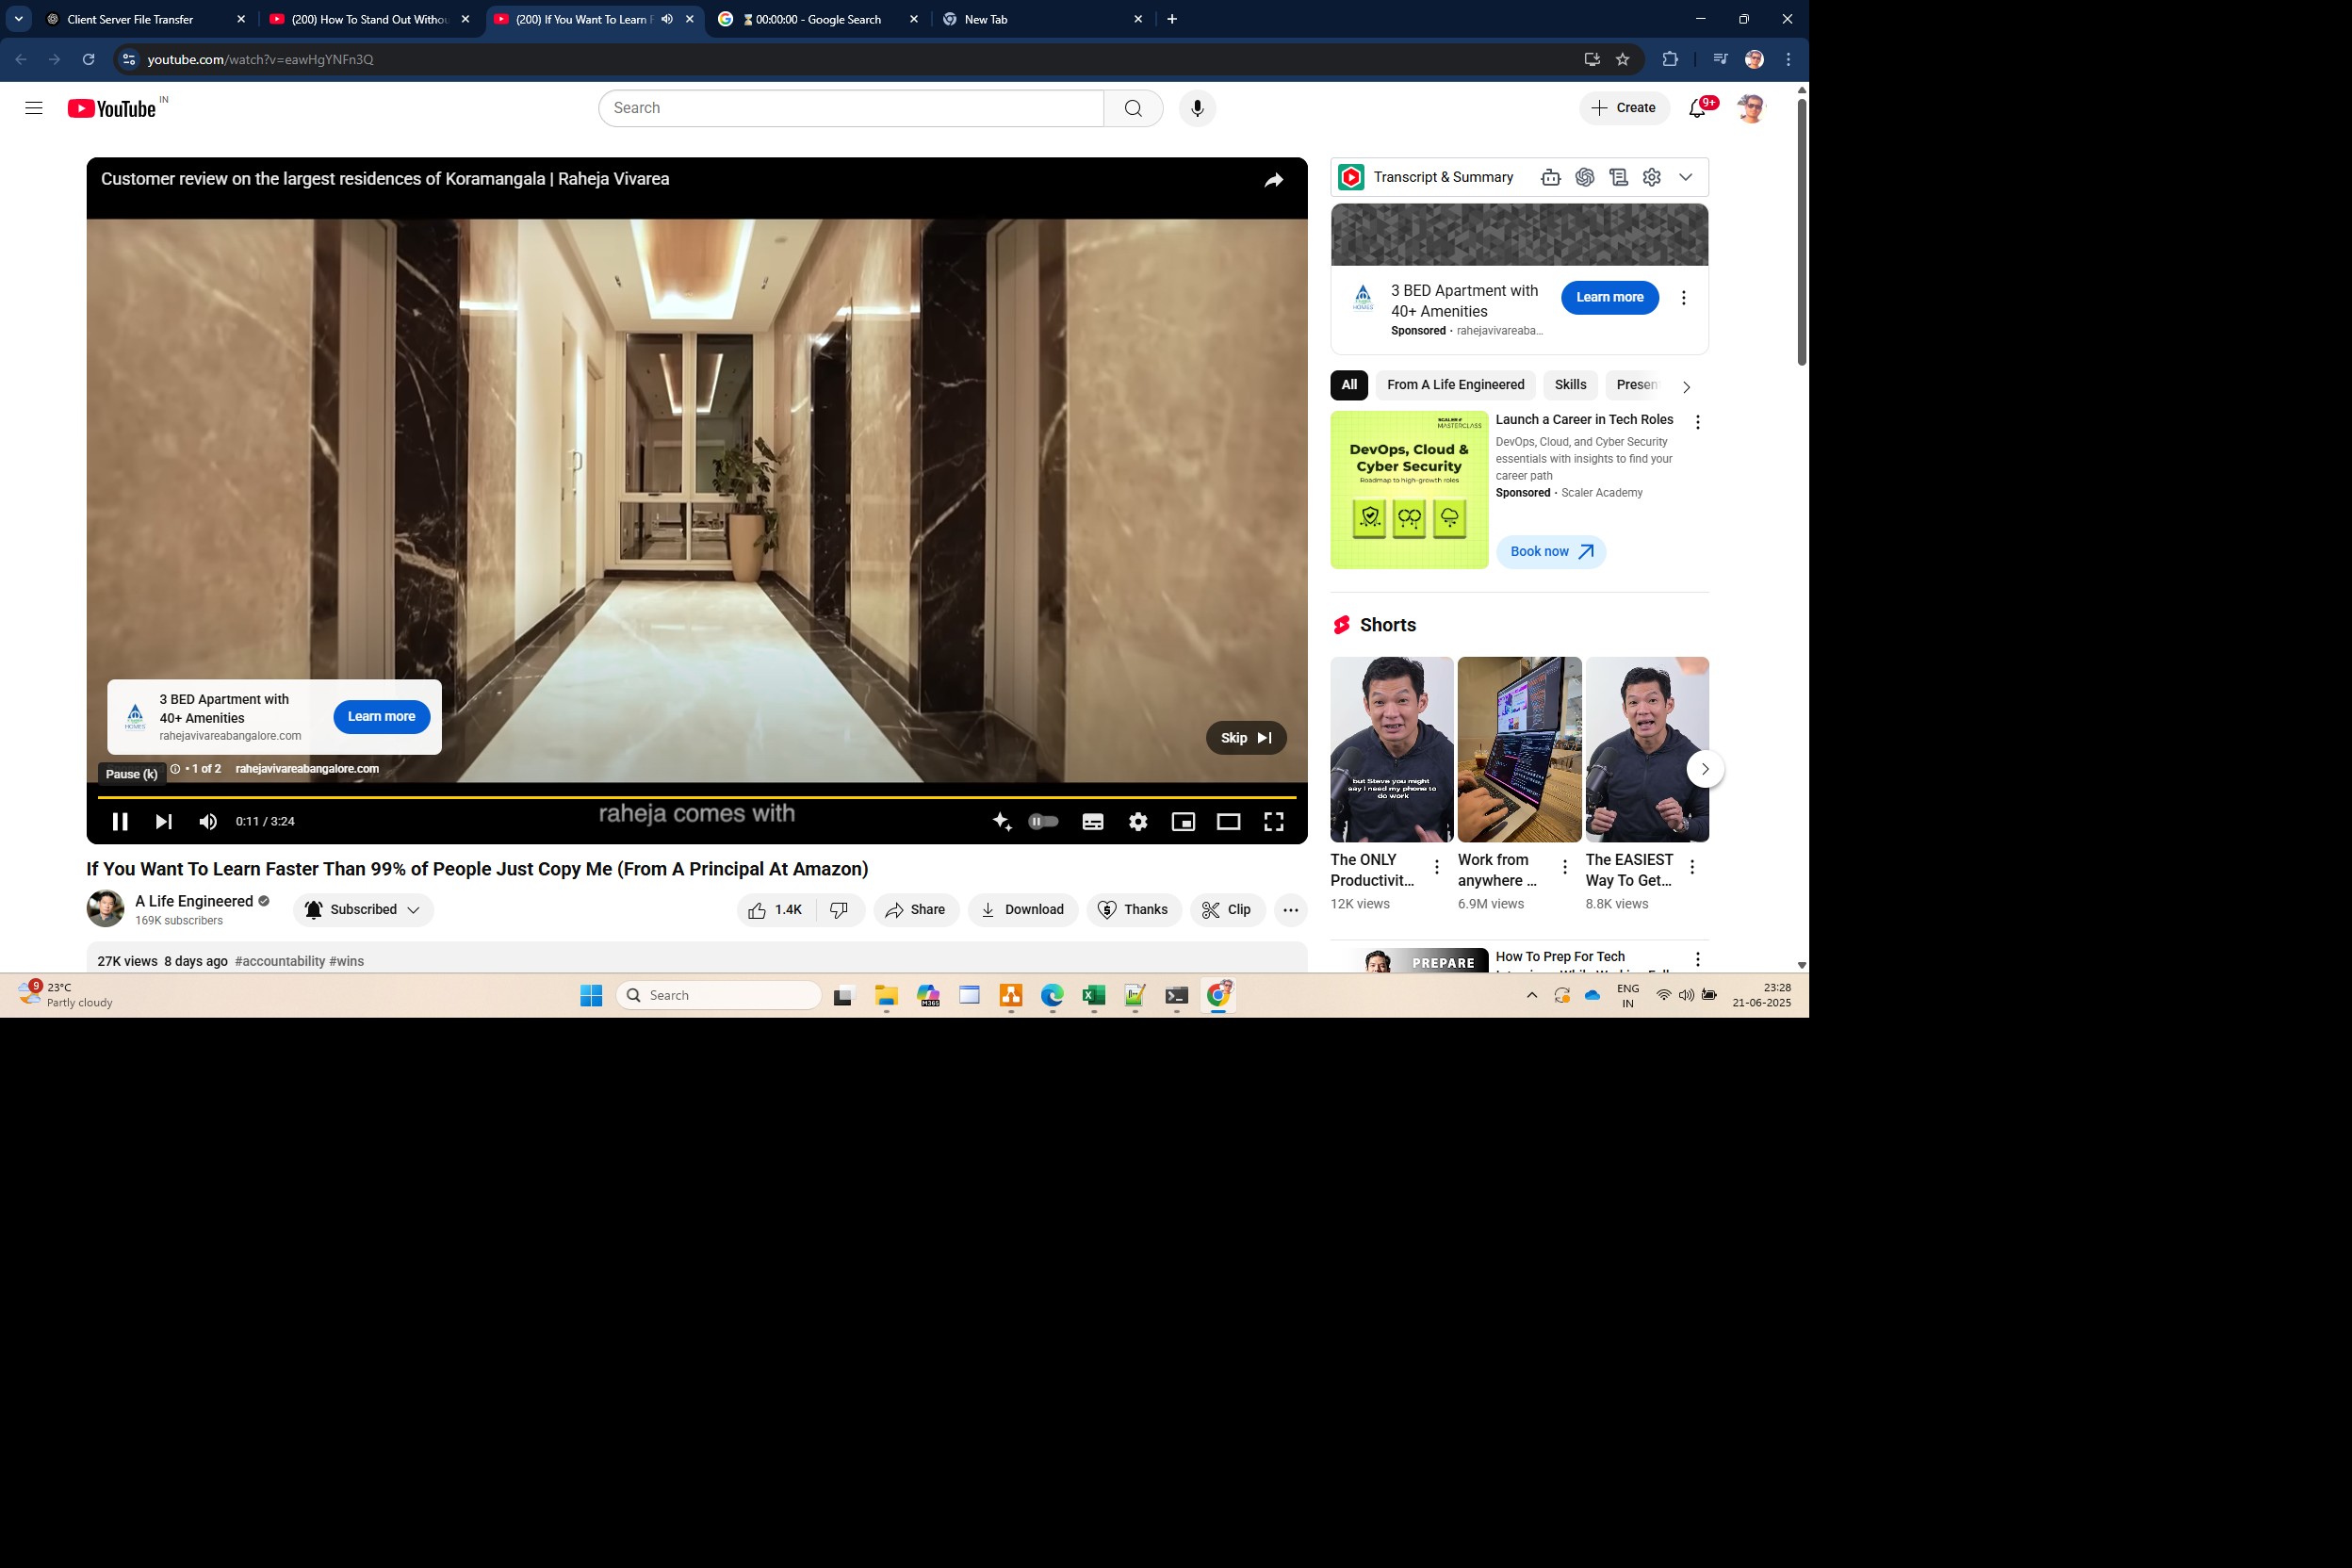 Client Server File Transfer
(200) How To Stand Out Withou
(200) If You Want To Learn F
⏳ 00:00:00 - Google Search
New Tab
youtube.com/watch?v=eawHgYNFn3Q
YouTube IN
Search
Create
9+
Customer review on the largest residences of Koramangala | Raheja Vivarea
3 BED Apartment with
40+ Amenities
rahejavivareabangalore.com
Learn more
Skip
Pause (k)
• 1 of 2 rahejavivareabangalore.com
0:11 / 3:24
raheja comes with
If You Want To Learn Faster Than 99% of People Just Copy Me (From A Principal At Amazon)
A Life Engineered
169K subscribers
Subscribed
1.4K
Share
Download
Thanks
Clip
27K views 8 days ago #accountability #wins
Transcript & Summary
3 BED Apartment with
40+ Amenities
Sponsored · rahejavivareaba...
Learn more
HOMES
All
From A Life Engineered
Skills
Presen
SCALER
MASTERCLASS
DevOps, Cloud &
Cyber Security
Roadmap to high-growth roles
Launch a Career in Tech Roles
DevOps, Cloud, and Cyber Security
essentials with insights to find your
career path
Sponsored · Scaler Academy
Book now
Shorts
but Steve you might
say I need my phone to
do work
The ONLY
Productivit...
12K views
Work from
anywhere ...
6.9M views
The EASIEST
Way To Get...
8.8K views
PREPARE
How To Prep For Tech
9
23°C
Partly cloudy
Search
M365
ENG
IN
23:28
21-06-2025